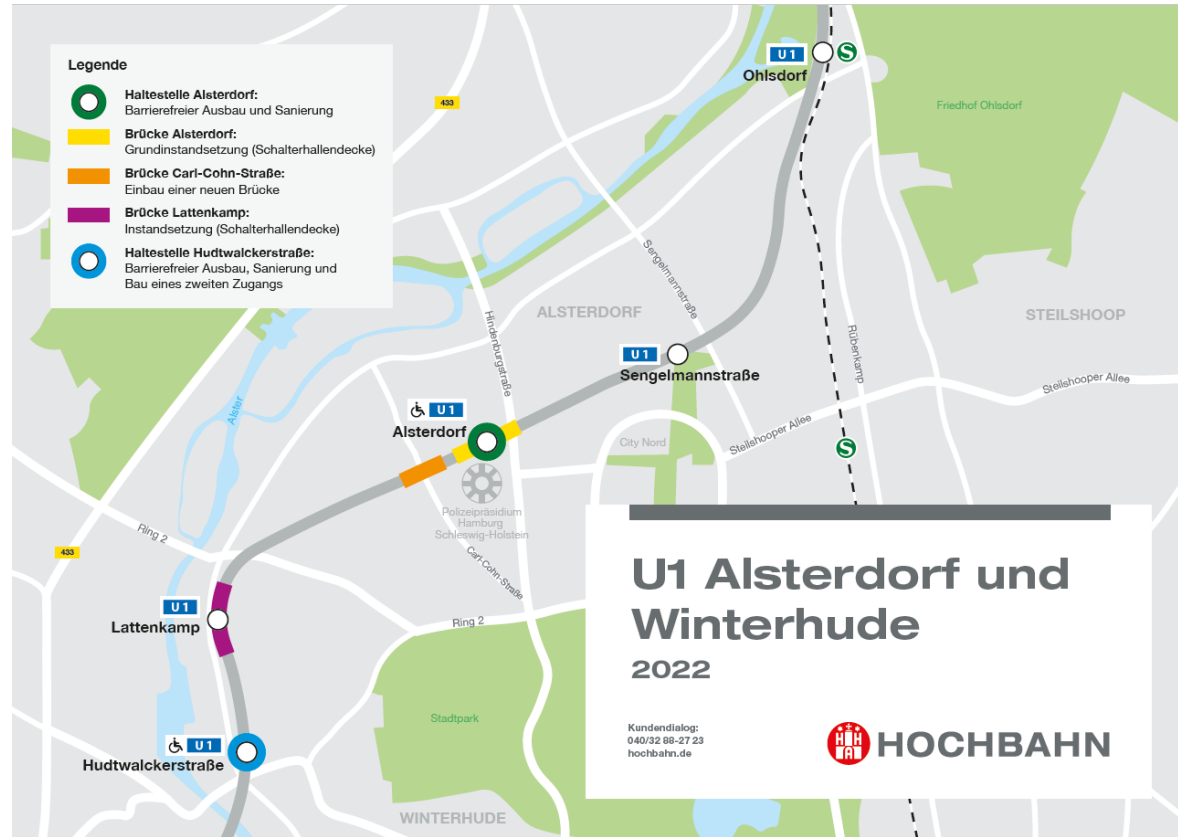 Legende
Haltestelle Alsterdorf:
Barrierefreier Ausbau und Sanierung
Brücke Alsterdorf:
Grundinstandsetzung (Schalterhallendecke)
Brücke Carl-Cohn-Straße:
Einbau einer neuen Brücke
Brücke Lattenkamp:
Instandsetzung (Schalterhallendecke)
Haltestelle Hudtwalckerstraße:
Barrierefreier Ausbau, Sanierung und
Bau eines zweiten Zugangs
433
U1
Ohlsdorf
S
Friedhof Ohlsdorf
Sengelmannstraße
ALSTERDORF
STEILSHOOP
Hindenburgstraße
Rübenkamp
U1
Sengelmannstraße
Steilshooper Allee
Alster
U1
Alsterdorf
City Nord
Steilshooper Allee
S
Polizeipräsidium
Hamburg
Schleswig-Holstein
Ring 2
433
Carl-Cohn-Straße
U1
Lattenkamp
Ring 2
Stadtpark
U1
Hudtwalckerstraße
WINTERHUDE
U1 Alsterdorf und
Winterhude
2022
Kundendialog:
040/32 88-27 23
hochbahn.de
HOCHBAHN